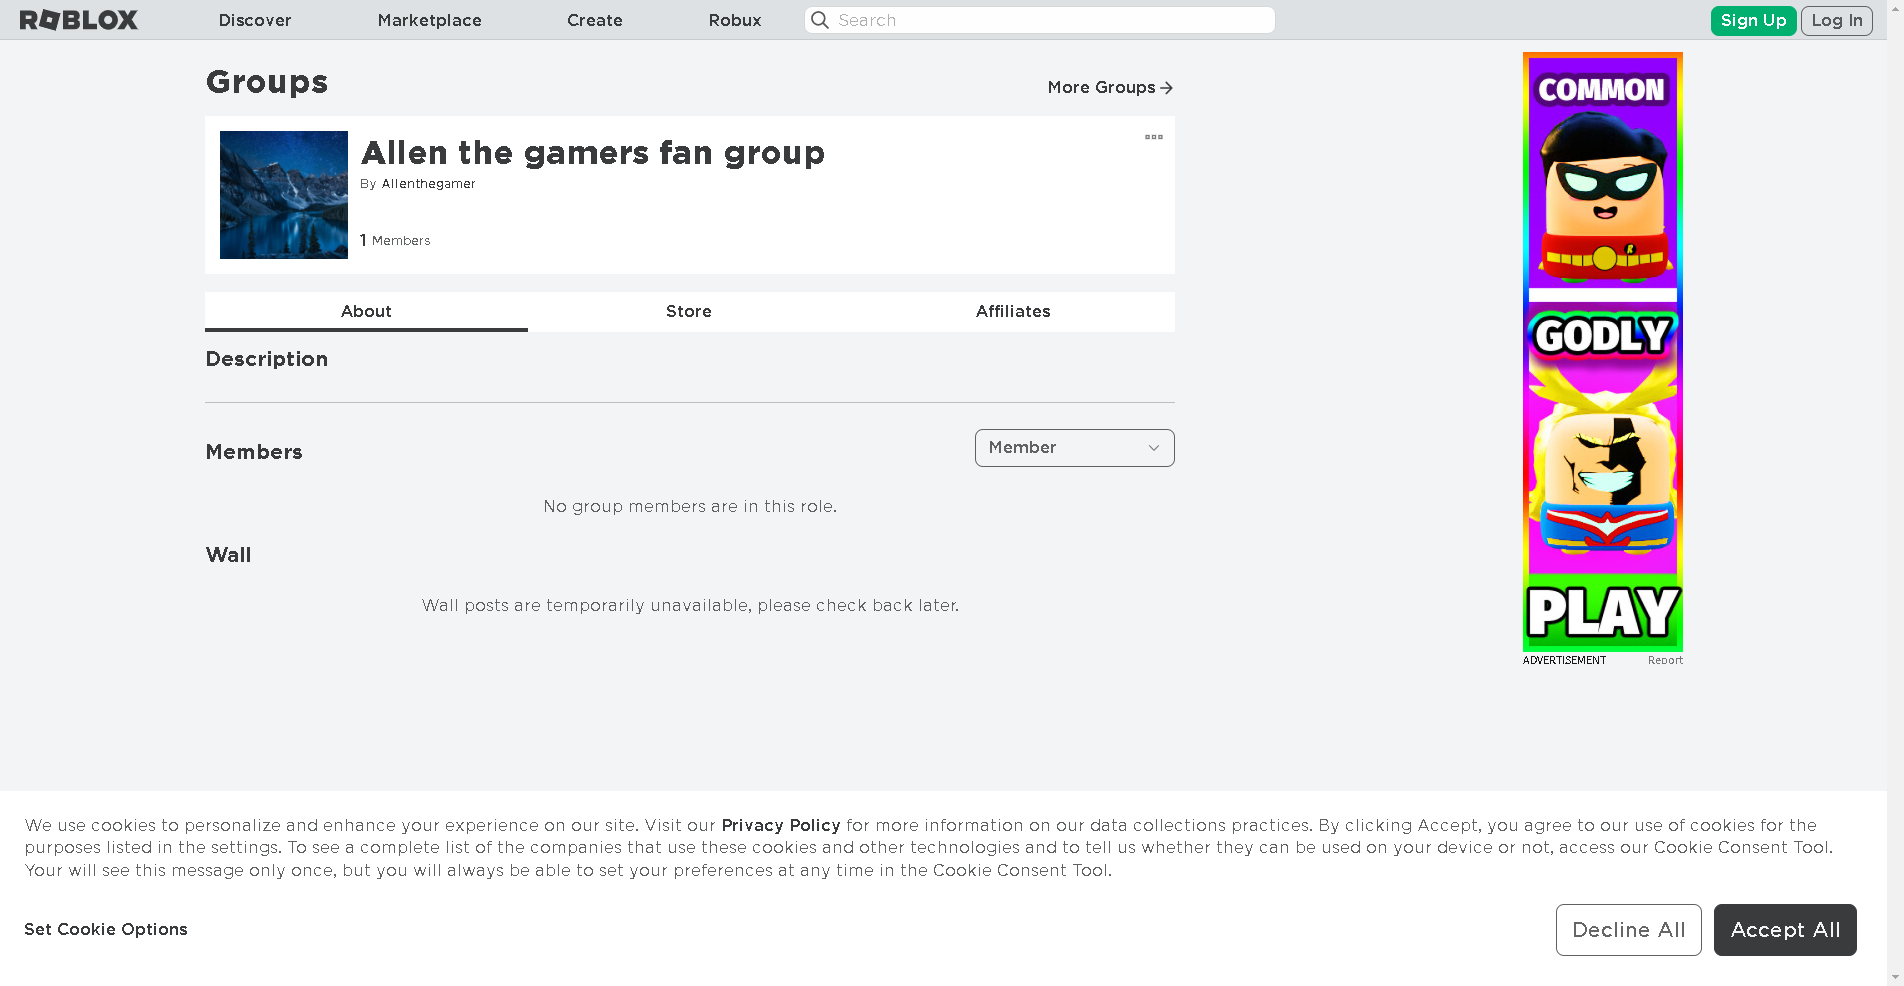 ROBLOX Discover Marketplace Create Robux Search Sign Up Log In
Groups
More Groups
Allen the gamers fan group
By Allenthegamer
1 Members
About Store Affiliates
Description
Members
Member
No group members are in this role.
Wall
Wall posts are temporarily unavailable, please check back later.
COMMON
R
GODLY
PLAY
ADVERTISEMENT Report
We use cookies to personalize and enhance your experience on our site. Visit our Privacy Policy for more information on our data collections practices. By clicking Accept, you agree to our use of cookies for the
purposes listed in the settings. To see a complete list of the companies that use these cookies and other technologies and to tell us whether they can be used on your device or not, access our Cookie Consent Tool.
Your will see this message only once, but you will always be able to set your preferences at any time in the Cookie Consent Tool.
Set Cookie Options
Decline All Accept All